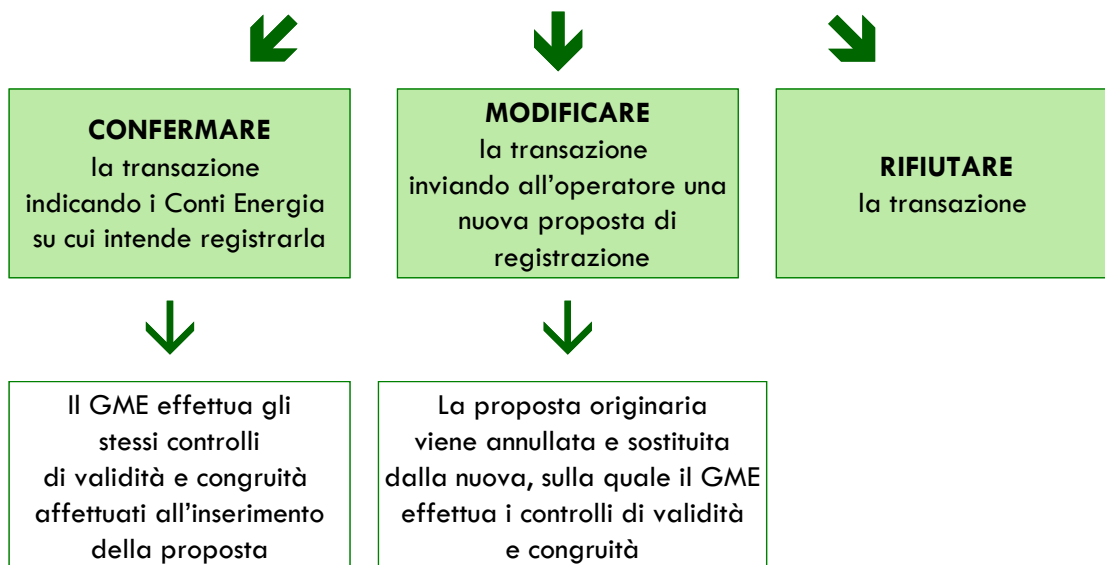 CONFERMARE
la transazione
indicando i Conti Energia
su cui intende registrarla
MODIFICARE
la transazione
inviando all’operatore una
nuova proposta di
registrazione
RIFIUTARE
la transazione
Il GME effettua gli
stessi controlli
di validità e congruità
affettuati all’inserimento
della proposta
La proposta originaria
viene annullata e sostituita
dalla nuova, sulla quale il GME
effettua i controlli di validità
e congruità